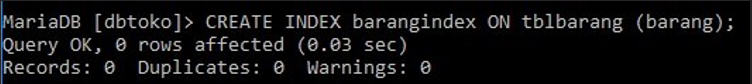 MariaDB [dbtoko]> CREATE INDEX barangindex ON tblbarang (barang);
Query OK, 0 rows affected (0.03 sec)
Records: 0  Duplicates: 0  Warnings: 0